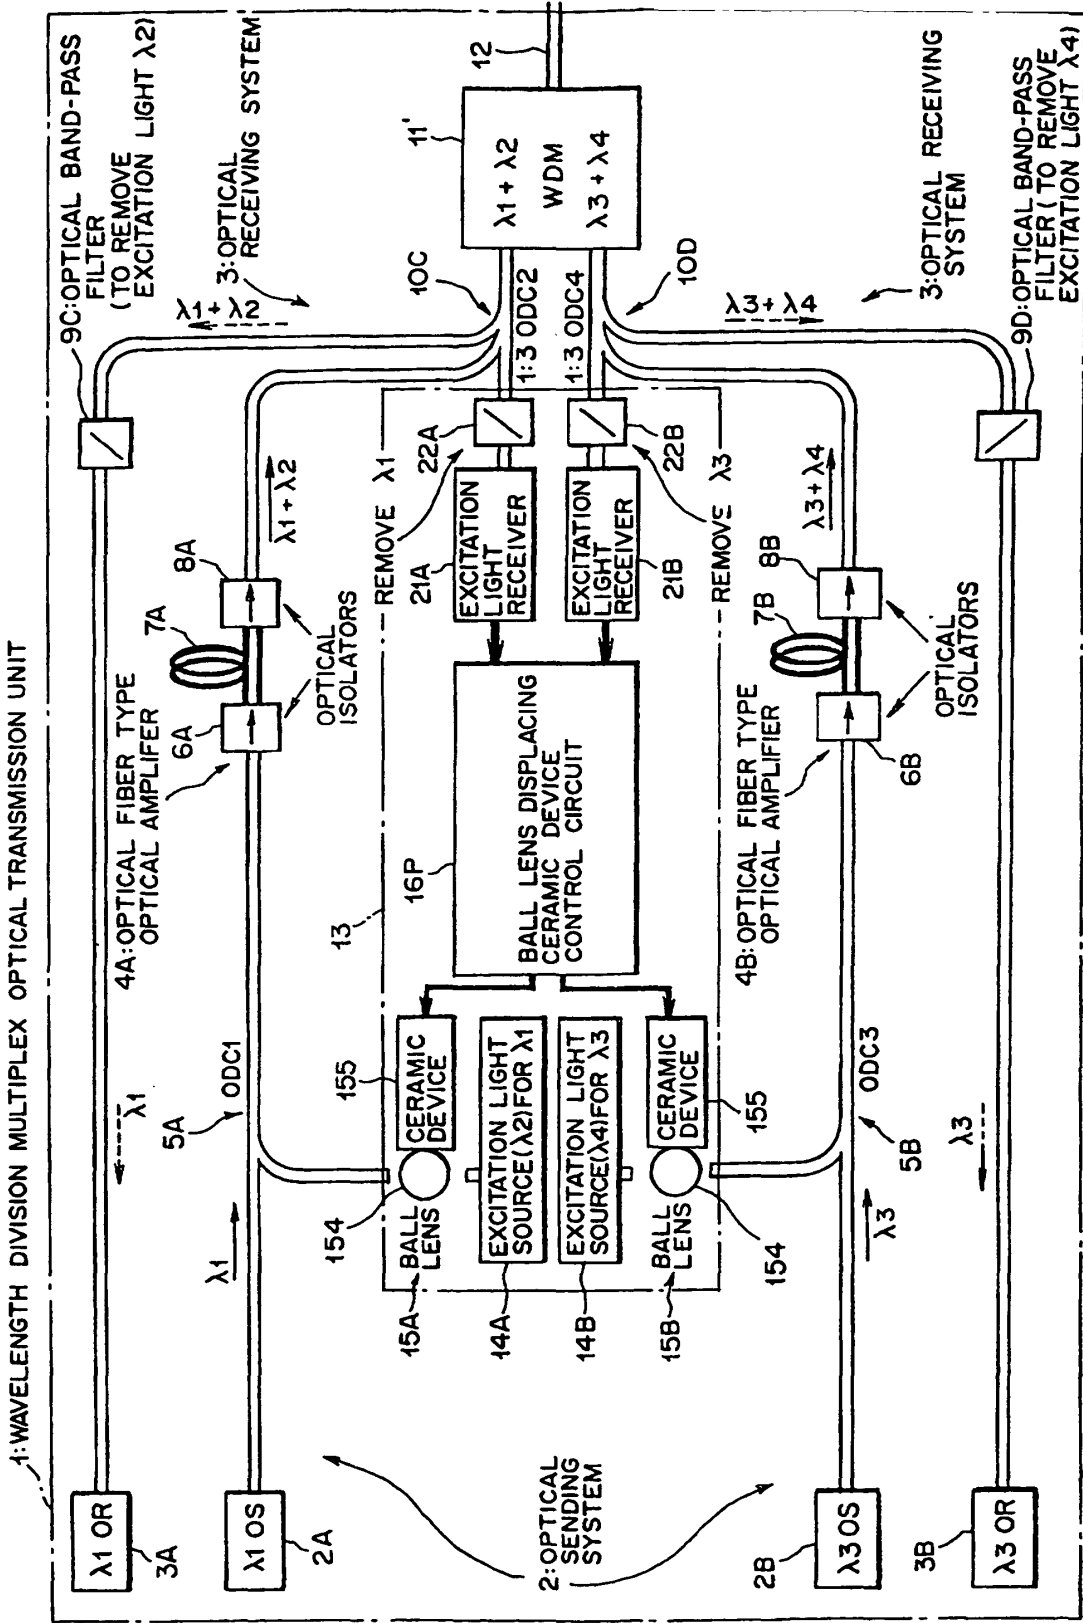 1:WAVELENGTH DIVISION MULTIPLEX OPTICAL TRANSMISSION UNIT
λ1 OR
3A
λ1
9C:OPTICAL BAND-PASS
FILTER
(TO REMOVE
EXCITATION LIGHT λ2)
λ1+λ2
3:OPTICAL
RECEIVING SYSTEM
λ1 OS
2A
λ1
5A
ODC1
4A:OPTICAL FIBER TYPE
OPTICAL AMPLIFER
6A
7A
8A
OPTICAL
ISOLATORS
λ1+λ2
10C
1:3 ODC2
13
15A
BALL
LENS
154
155
CERAMIC
DEVICE
14A
EXCITATION LIGHT
SOURCE(λ2)FOR λ1
14B
EXCITATION LIGHT
SOURCE(λ4)FOR λ3
15B
BALL
LENS
154
CERAMIC
DEVICE
155
16P
BALL LENS DISPLACING
CERAMIC DEVICE
CONTROL CIRCUIT
REMOVE λ1
21A
22A
EXCITATION
LIGHT
RECEIVER
EXCITATION
LIGHT
RECEIVER
21B
22B
REMOVE λ3
1:3 ODC4
10D
11'
λ1+λ2
WDM
λ3+λ4
12
2:OPTICAL
SENDING
SYSTEM
4B:OPTICAL FIBER TYPE
OPTICAL AMPLIFIER
6B
7B
8B
OPTICAL
ISOLATORS
λ3+λ4
2B
λ3 OS
λ3
5B
ODC3
3B
λ3 OR
λ3
λ3+λ4
3:OPTICAL RECEIVING
SYSTEM
9D:OPTICAL BAND-PASS
FILTER(TO REMOVE
EXCITATION LIGHT λ4)